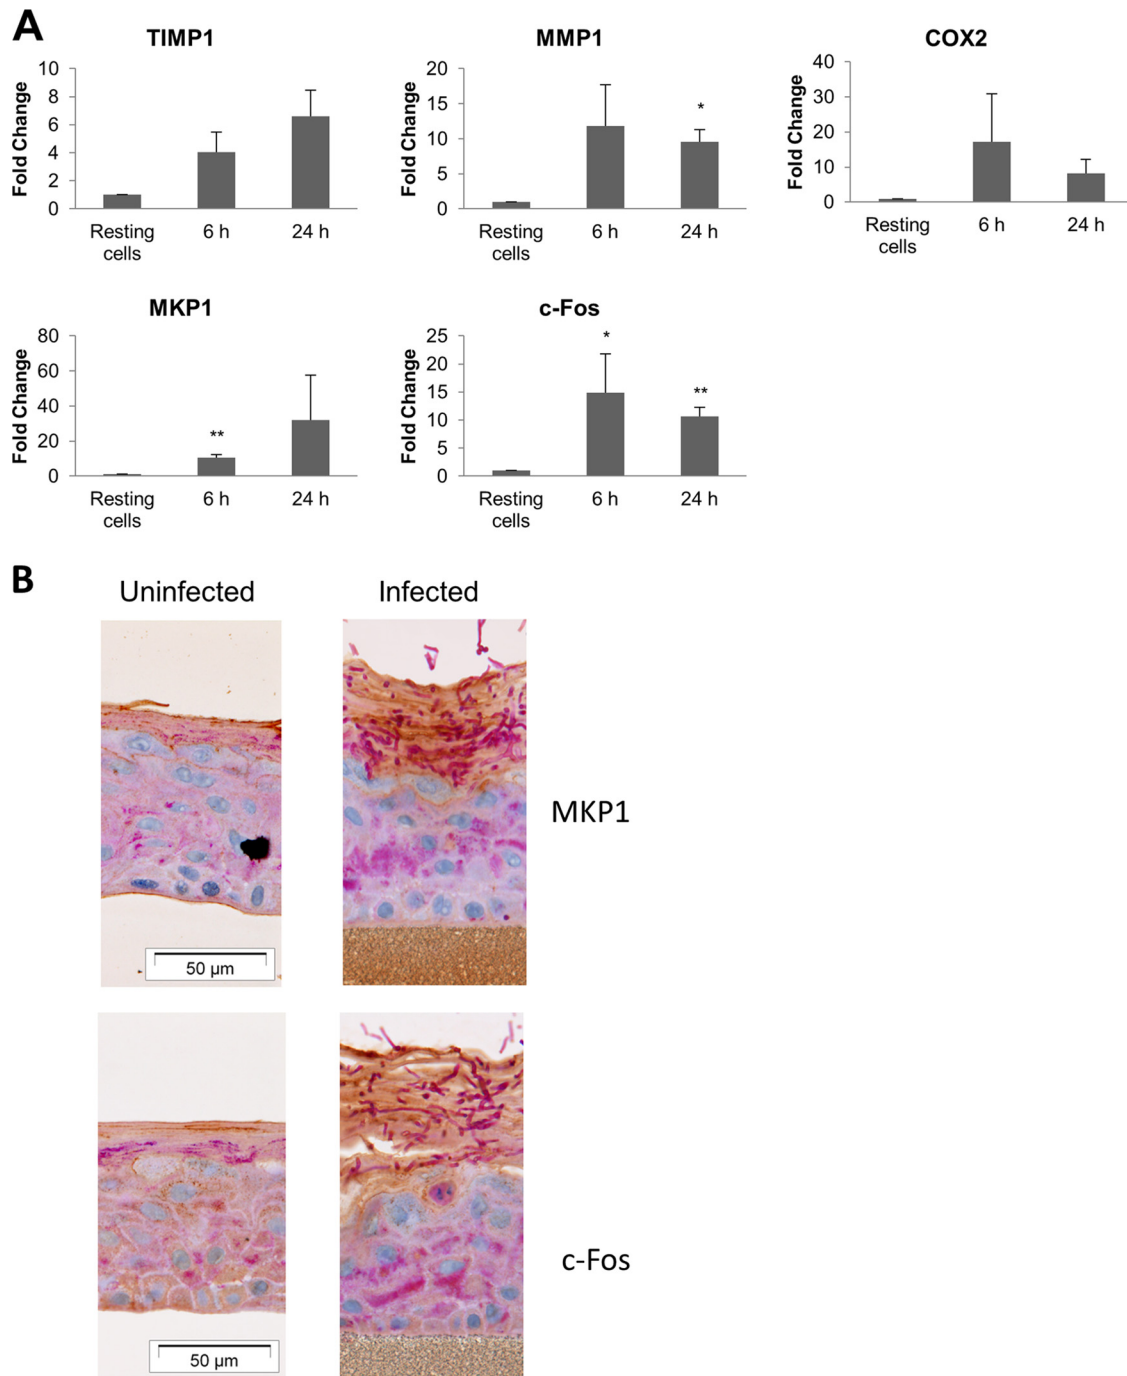 A
TIMP1
Fold Change
10
8
6
4
2
0
Resting cells
6 h
24 h
MMP1
Fold Change
20
15
10
5
0
*
Resting cells
6 h
24 h
COX2
Fold Change
40
30
20
10
0
Resting cells
6 h
24 h
MKP1
Fold Change
80
60
40
20
0
**
Resting cells
6 h
24 h
c-Fos
Fold Change
25
20
15
10
5
0
*
**
Resting cells
6 h
24 h
B
Uninfected
Infected
MKP1
50 µm
c-Fos
50 µm